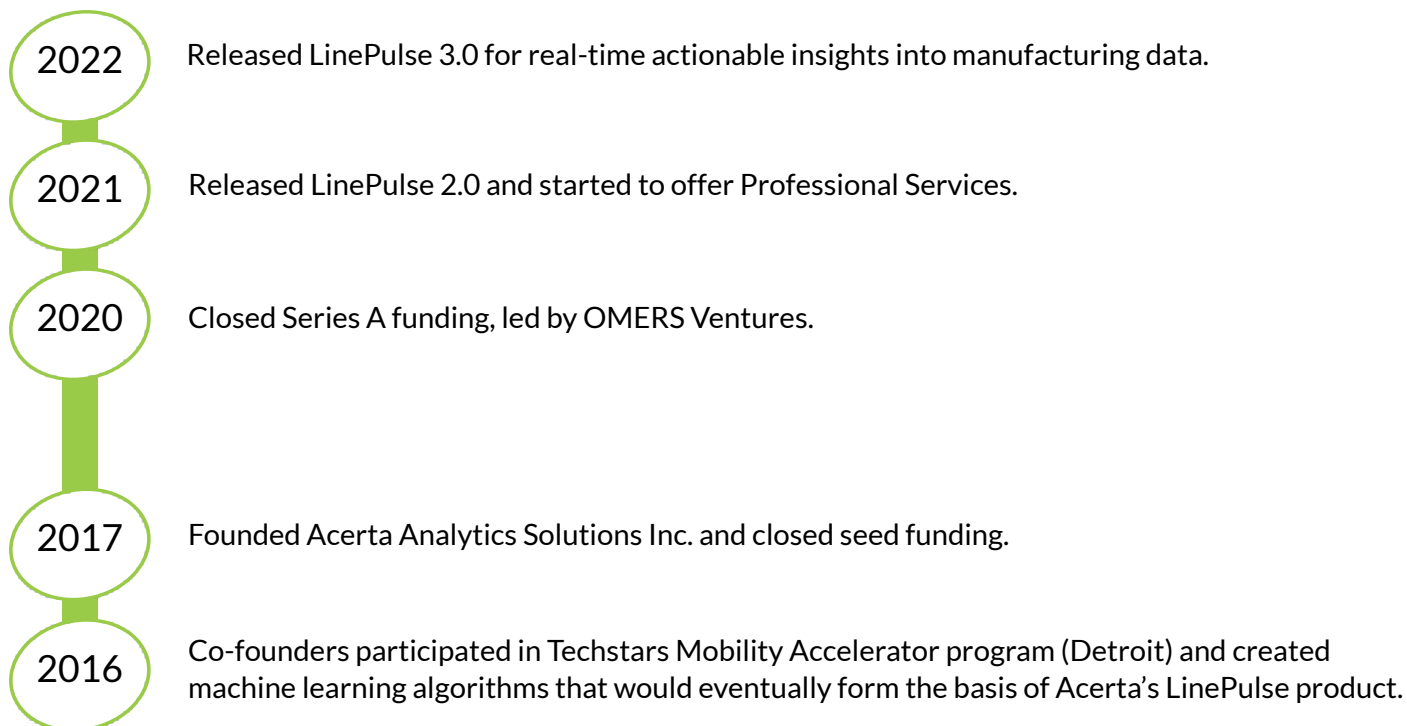 2022
Released LinePulse 3.0 for real-time actionable insights into manufacturing data.
2021
Released LinePulse 2.0 and started to offer Professional Services.
2020
Closed Series A funding, led by OMERS Ventures.
2017
Founded Acerta Analytics Solutions Inc. and closed seed funding.
2016
Co-founders participated in Techstars Mobility Accelerator program (Detroit) and created
machine learning algorithms that would eventually form the basis of Acerta’s LinePulse product.